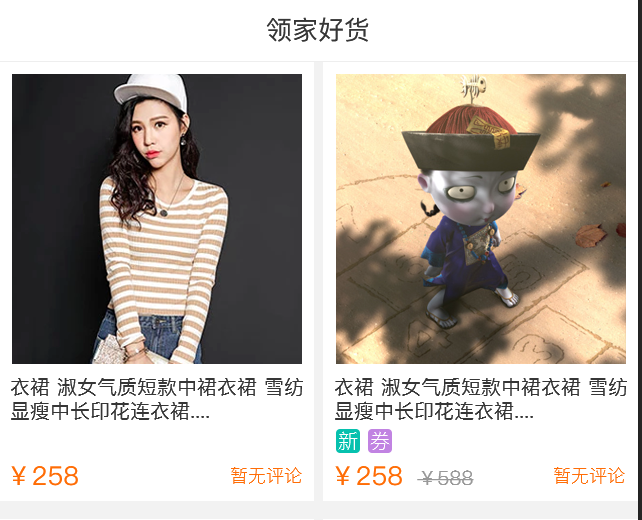 领家好货
衣裙 淑女气质短款中裙衣裙 雪纺
显瘦中长印花连衣裙....
¥ 258 暂无评论
衣裙 淑女气质短款中裙衣裙 雪纺
显瘦中长印花连衣裙....
新 券
¥ 258 ¥ 588 暂无评论